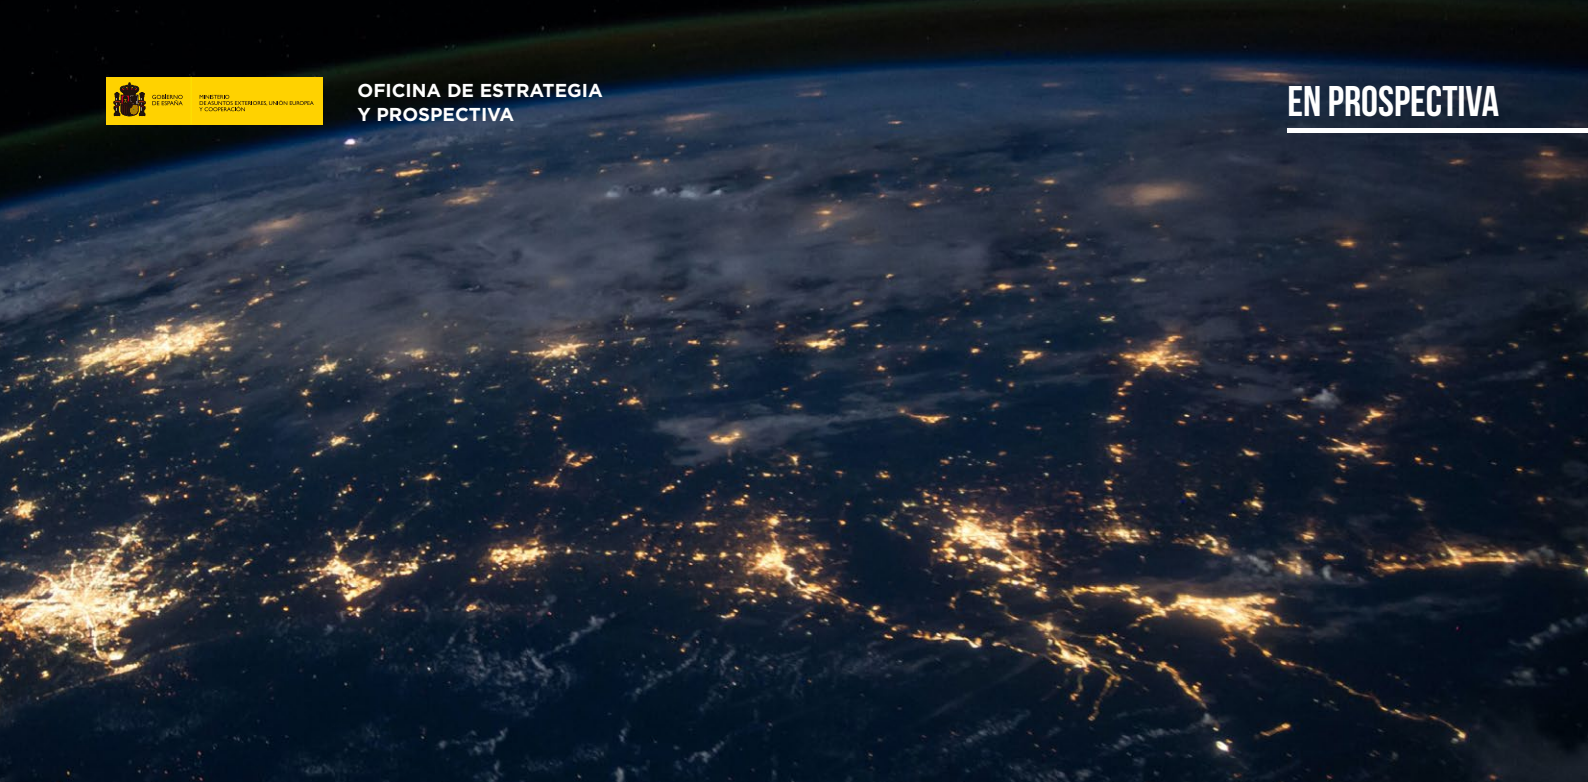 GOBIERNO
DE ESPAÑA
MINISTERIO
DE ASUNTOS EXTERIORES, UNIÓN EUROPEA
Y COOPERACIÓN
OFICINA DE ESTRATEGIA
Y PROSPECTIVA
EN PROSPECTIVA